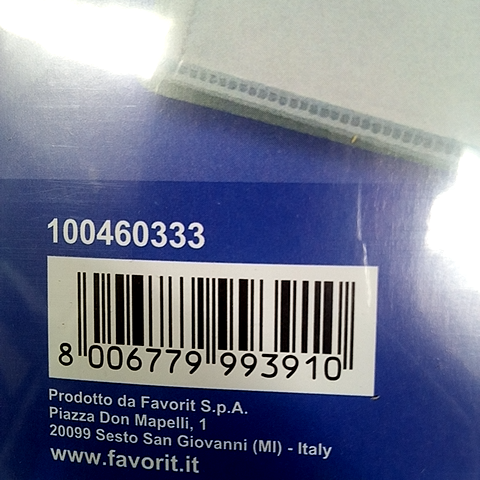 100460333
8 006779 993910
Prodotto da Favorit S.p.A.
Piazza Don Mapelli, 1
20099 Sesto San Giovanni (MI) - Italy
www.favorit.it